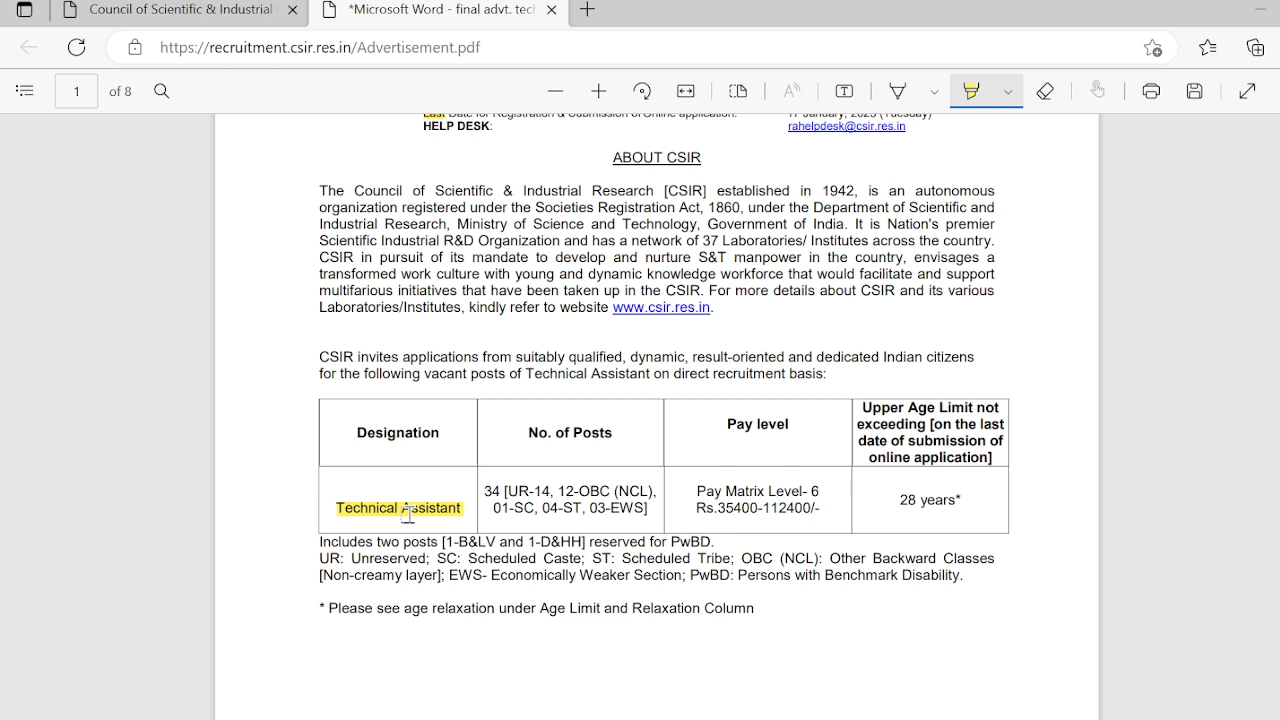 Council of Scientific & Industrial
*Microsoft Word - final advt. tech
https://recruitment.csir.res.in/Advertisement.pdf
1 of 8
Last Date for Registration & Submission of Online application: 17 January, 2023 (Tuesday)
HELP DESK: rahelpdesk@csir.res.in
ABOUT CSIR
The Council of Scientific & Industrial Research [CSIR] established in 1942, is an autonomous
organization registered under the Societies Registration Act, 1860, under the Department of Scientific and
Industrial Research, Ministry of Science and Technology, Government of India. It is Nation's premier
Scientific Industrial R&D Organization and has a network of 37 Laboratories/ Institutes across the country.
CSIR in pursuit of its mandate to develop and nurture S&T manpower in the country, envisages a
transformed work culture with young and dynamic knowledge workforce that would facilitate and support
multifarious initiatives that have been taken up in the CSIR. For more details about CSIR and its various
Laboratories/Institutes, kindly refer to website www.csir.res.in.
CSIR invites applications from suitably qualified, dynamic, result-oriented and dedicated Indian citizens
for the following vacant posts of Technical Assistant on direct recruitment basis:
Designation
No. of Posts
Pay level
Upper Age Limit not
exceeding [on the last
date of submission of
online application]
Technical Assistant
34 [UR-14, 12-OBC (NCL),
01-SC, 04-ST, 03-EWS]
Pay Matrix Level- 6
Rs.35400-112400/-
28 years*
Includes two posts [1-B&LV and 1-D&HH] reserved for PwBD.
UR: Unreserved; SC: Scheduled Caste; ST: Scheduled Tribe; OBC (NCL): Other Backward Classes
[Non-creamy layer]; EWS- Economically Weaker Section; PwBD: Persons with Benchmark Disability.
* Please see age relaxation under Age Limit and Relaxation Column